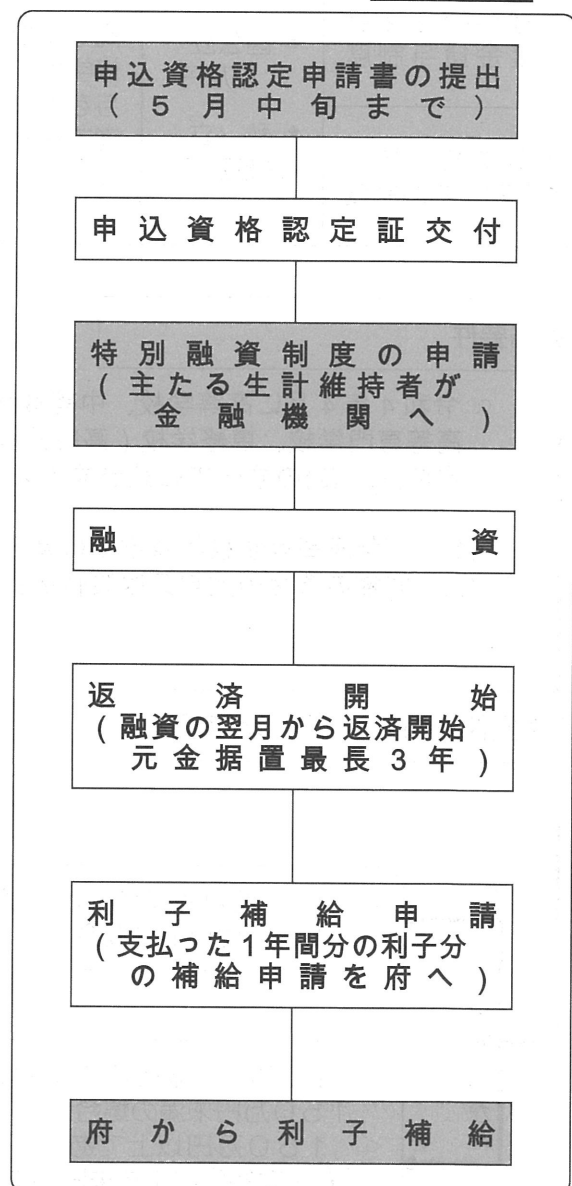 申込資格認定申請書の提出
（５月中旬まで）
申込資格認定証交付
特別融資制度の申請
（主たる生計維持者が
金融機関へ）
融資
返済開始
（融資の翌月から返済開始
元金据置最長３年）
利子補給申請
（支払った１年間分の利子分
の補給申請を府へ）
府から利子補給